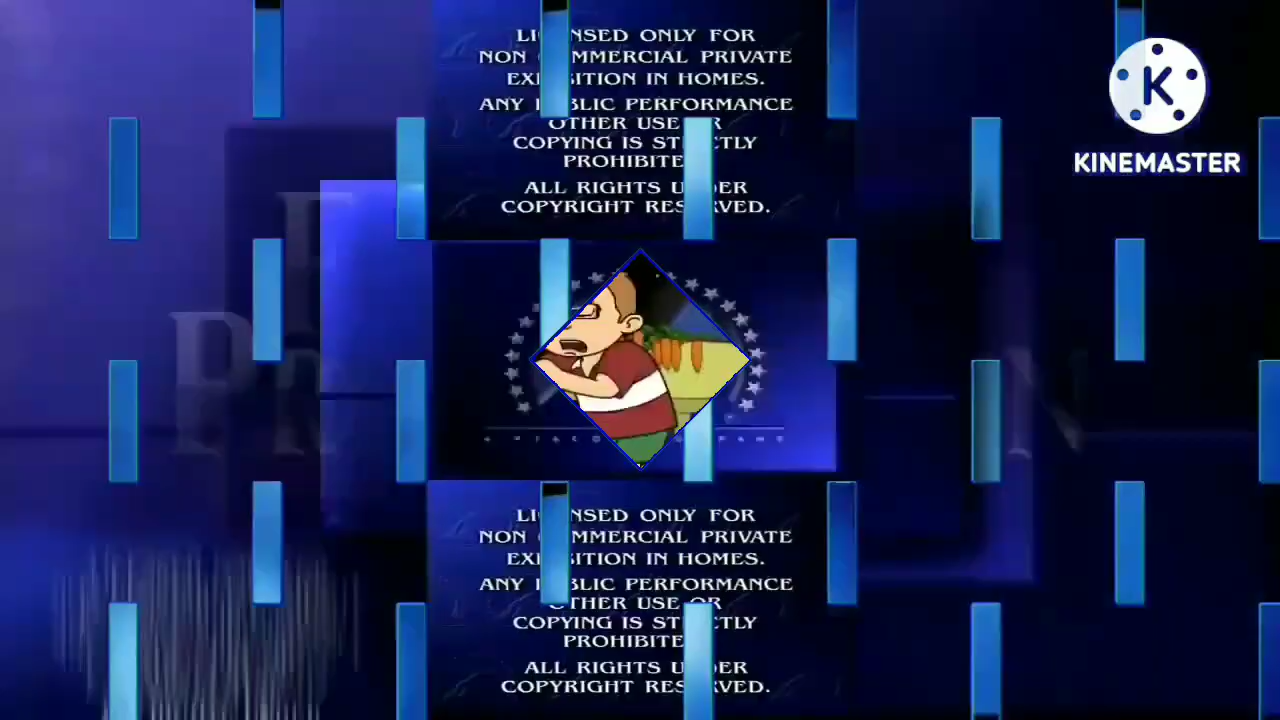 LI NSED ONLY FOR
NON MMERCIAL PRIVATE
EX ITION IN HOMES.
ANY BLIC PERFORMANCE
OTHER USE R
COPYING IS ST CTLY
PROHIBITE
ALL RIGHTS U ER
COPYRIGHT RES VED.
K
KINEMASTER
LI NSED ONLY FOR
NON MMERCIAL PRIVATE
EX ITION IN HOMES.
ANY BLIC PERFORMANCE
OTHER USE OR
COPYING IS ST CTLY
PROHIBITE
ALL RIGHTS U ER
COPYRIGHT RES VED.